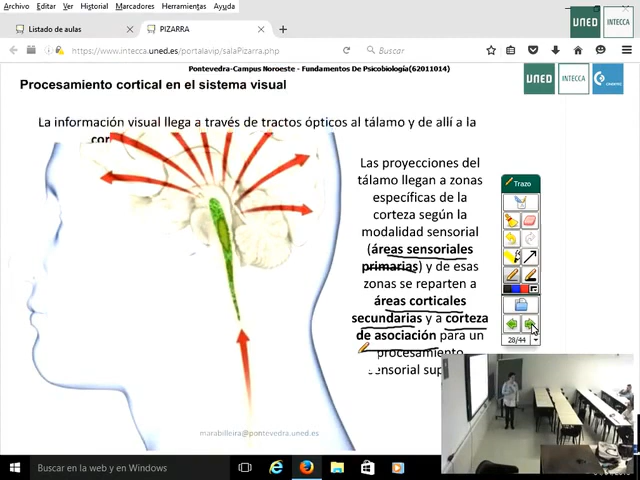 Archivo Editar Ver Historial Marcadores Herramientas Ayuda
Listado de aulas
PIZARRA
https://www.intecca.uned.es/portalavip/salaPizarra.php
Buscar
UNED
INTECCA
Pontevedra-Campus Noroeste - Fundamentos De Psicobiología(62011014)
Procesamiento cortical en el sistema visual
UNED
INTECCA
La información visual llega a través de tractos ópticos al tálamo y de allí a la
cor
Las proyecciones del
tálamo llegan a zonas
específicas de la
corteza según la
modalidad sensorial
(áreas sensoriales
primarias) y de esas
zonas se reparten a
áreas corticales
secundarias y a corteza
de asociación para un
procesamiento
sensorial sup
Trazo
28/44
marabilleira@pontevedra.uned.es
Buscar en la web y en Windows